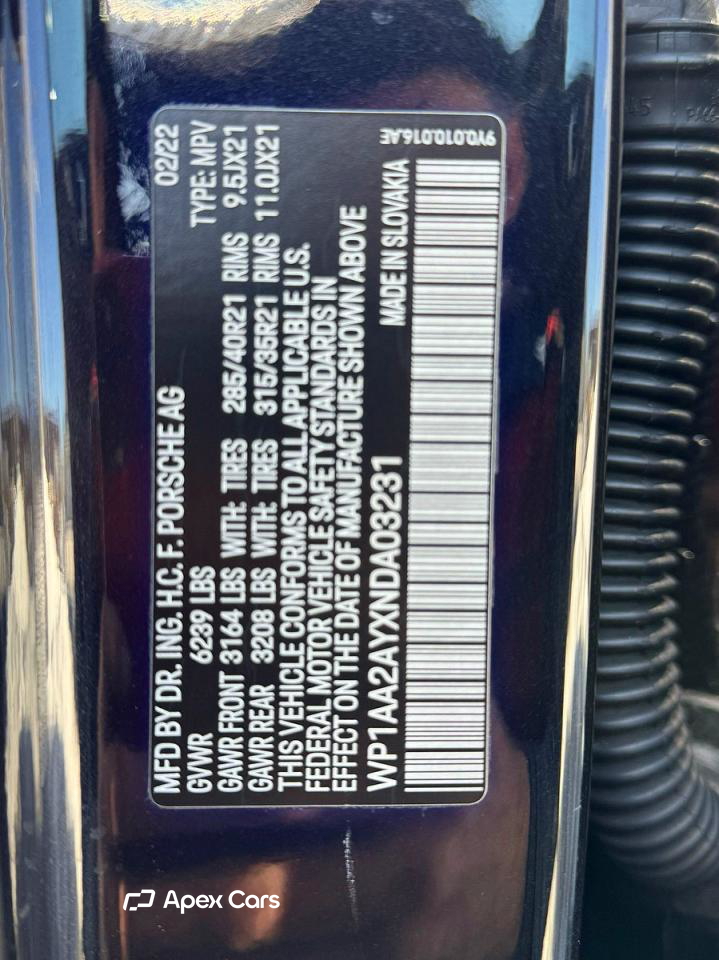 MFD BY DR. ING. H.C. F. PORSCHE AG 02/22
GVWR 6239 LBS TYPE: MPV
GAWR FRONT 3164 LBS WITH: TIRES 285/40R21 RIMS 9.5JX21
GAWR REAR 3208 LBS WITH: TIRES 315/35R21 RIMS 11.0JX21
THIS VEHICLE CONFORMS TO ALL APPLICABLE U.S.
FEDERAL MOTOR VEHICLE SAFETY STANDARDS IN
EFFECT ON THE DATE OF MANUFACTURE SHOWN ABOVE
WP1AA2AYXNDA03231 MADE IN SLOVAKIA
9Y0.010.016.AE
Apex Cars